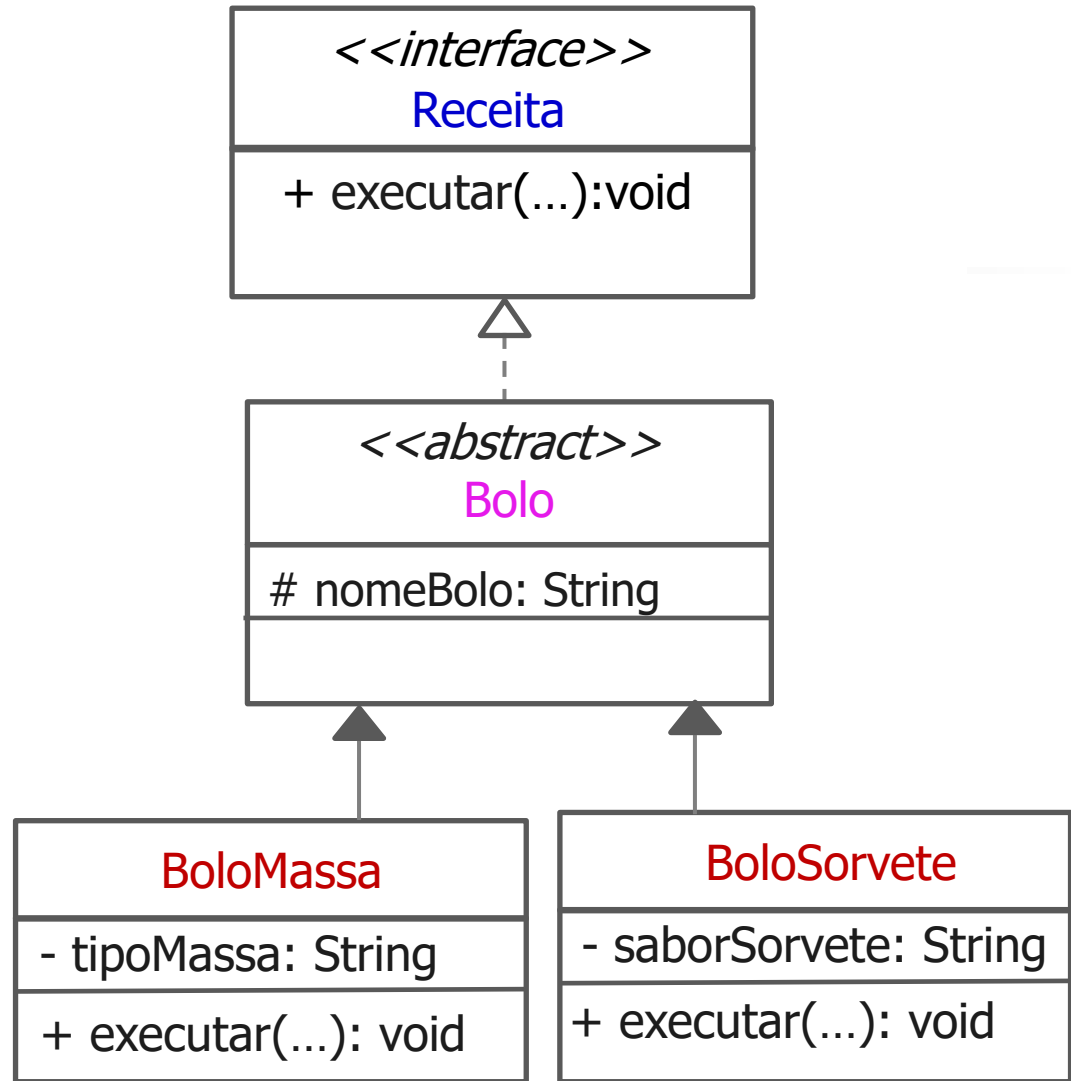 <<interface>>
Receita
+ executar(...):void
<<abstract>>
Bolo
# nomeBolo: String
BoloMassa
- tipoMassa: String
+ executar(...): void
BoloSorvete
- saborSorvete: String
+ executar(...): void